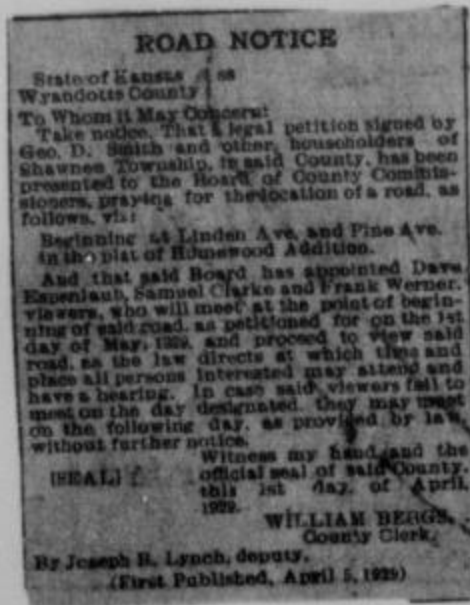 ROAD NOTICE
State of Kansas ss
Wyandotte County
To Whom it May Concern:
Take notice, That a legal petition signed by
Geo. D. Smith and other, householders of
Shawnee Township, in said County, has been
presented to the Board of County Commis-
sioners, praying for the location of a road, as
follows, viz:
Beginning at Linden Ave, and Pine Ave.
in the plat of Homewood Addition.
And that said Board has appointed Dave
Espenlaub, Samuel Clarke and Frank Werner,
viewers, who will meet at the point of begin-
ning of said road, as petitioned for on the 1st
day of May, 1929, and proceed to view said
road, as the law directs at which time and
place all persons interested may attend and
have a hearing. In case said viewers fail to
meet on the day designated, they may meet
on the following day, as provided by law,
without further notice.
Witness my hand and the
[SEAL] official seal of said County,
this 1st day, of April,
1929.
WILLIAM BEGGS,
County Clerk.
By Joseph R. Lynch, deputy.
(First Published, April 5, 1929)